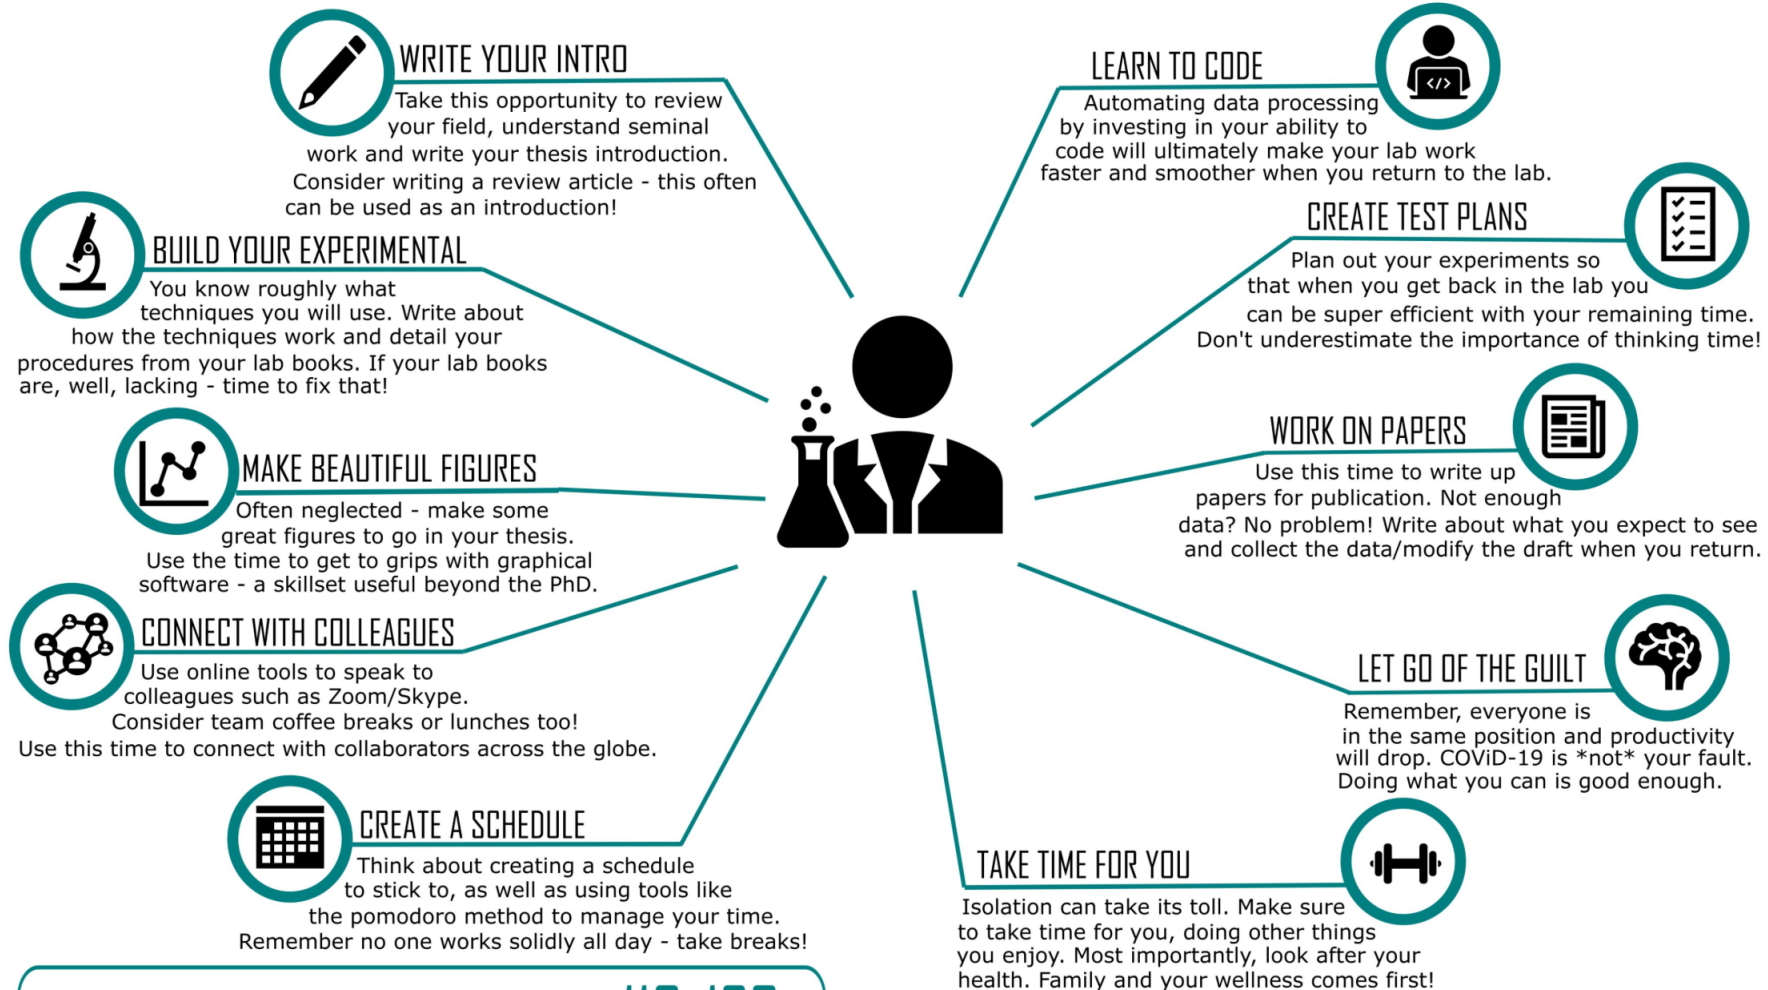 WRITE YOUR INTRO
Take this opportunity to review
your field, understand seminal
work and write your thesis introduction.
Consider writing a review article - this often
can be used as an introduction!
BUILD YOUR EXPERIMENTAL
You know roughly what
techniques you will use. Write about
how the techniques work and detail your
procedures from your lab books. If your lab books
are, well, lacking - time to fix that!
MAKE BEAUTIFUL FIGURES
Often neglected - make some
great figures to go in your thesis.
Use the time to get to grips with graphical
software - a skillset useful beyond the PhD.
CONNECT WITH COLLEAGUES
Use online tools to speak to
colleagues such as Zoom/Skype.
Consider team coffee breaks or lunches too!
Use this time to connect with collaborators across the globe.
CREATE A SCHEDULE
Think about creating a schedule
to stick to, as well as using tools like
the pomodoro method to manage your time.
Remember no one works solidly all day - take breaks!
LEARN TO CODE
</>
Automating data processing
by investing in your ability to
code will ultimately make your lab work
faster and smoother when you return to the lab.
CREATE TEST PLANS
Plan out your experiments so
that when you get back in the lab you
can be super efficient with your remaining time.
Don't underestimate the importance of thinking time!
WORK ON PAPERS
Use this time to write up
papers for publication. Not enough
data? No problem! Write about what you expect to see
and collect the data/modify the draft when you return.
LET GO OF THE GUILT
Remember, everyone is
in the same position and productivity
will drop. COViD-19 is *not* your fault.
Doing what you can is good enough.
TAKE TIME FOR YOU
Isolation can take its toll. Make sure
to take time for you, doing other things
you enjoy. Most importantly, look after your
health. Family and your wellness comes first!